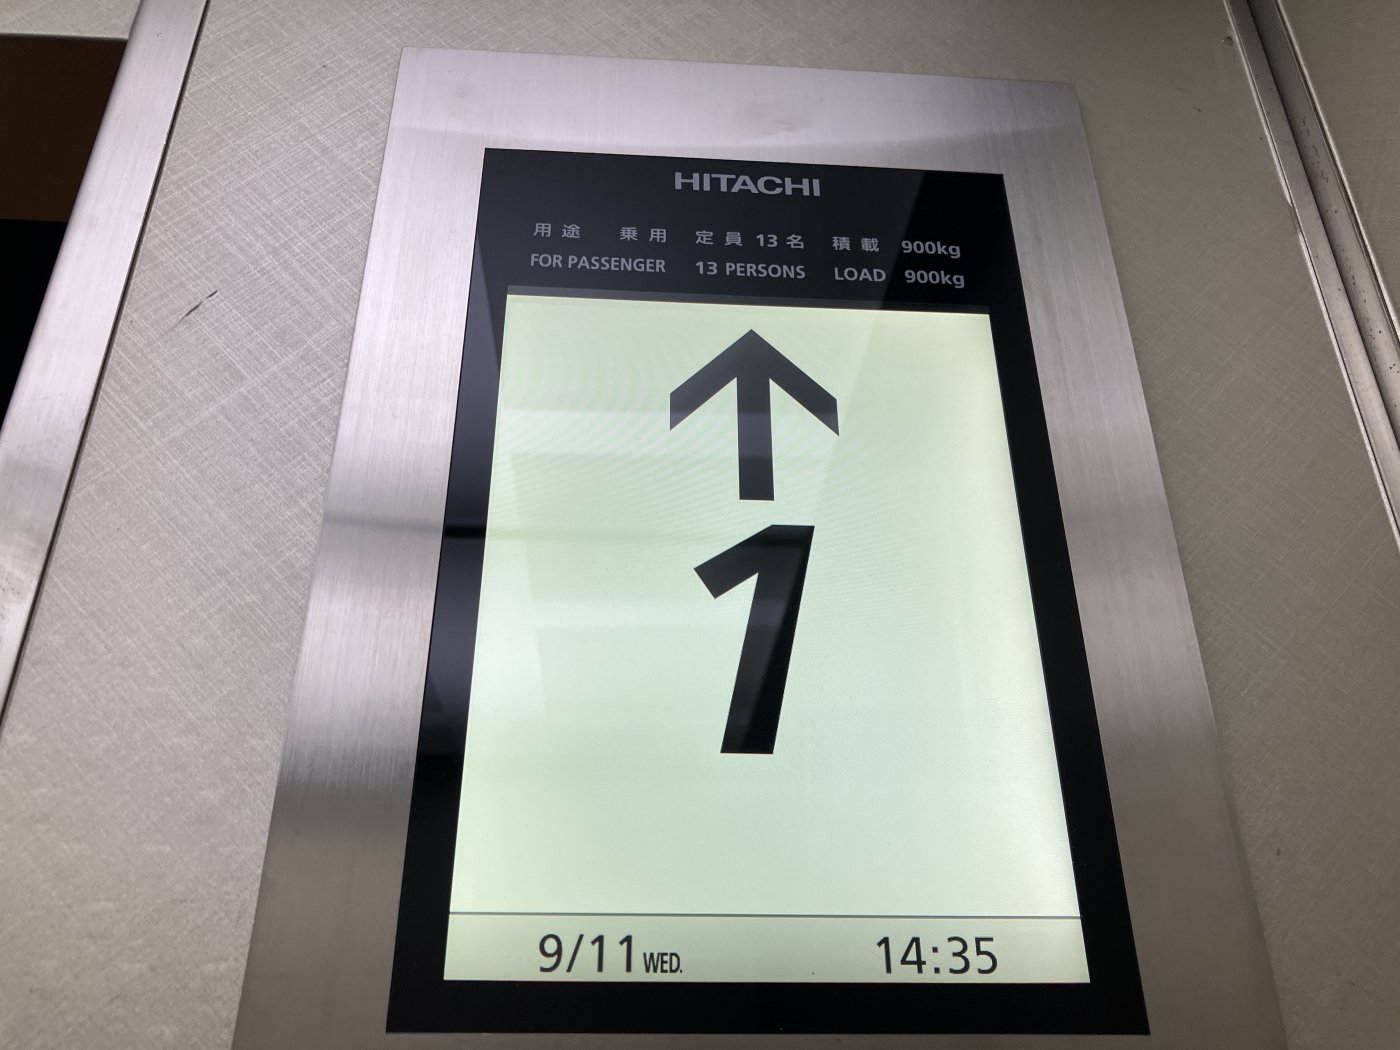 HITACHI
用途 乗用 定員 13名 積載 900kg
FOR PASSENGER 13 PERSONS LOAD 900kg
1
9/11 WED. 14:35